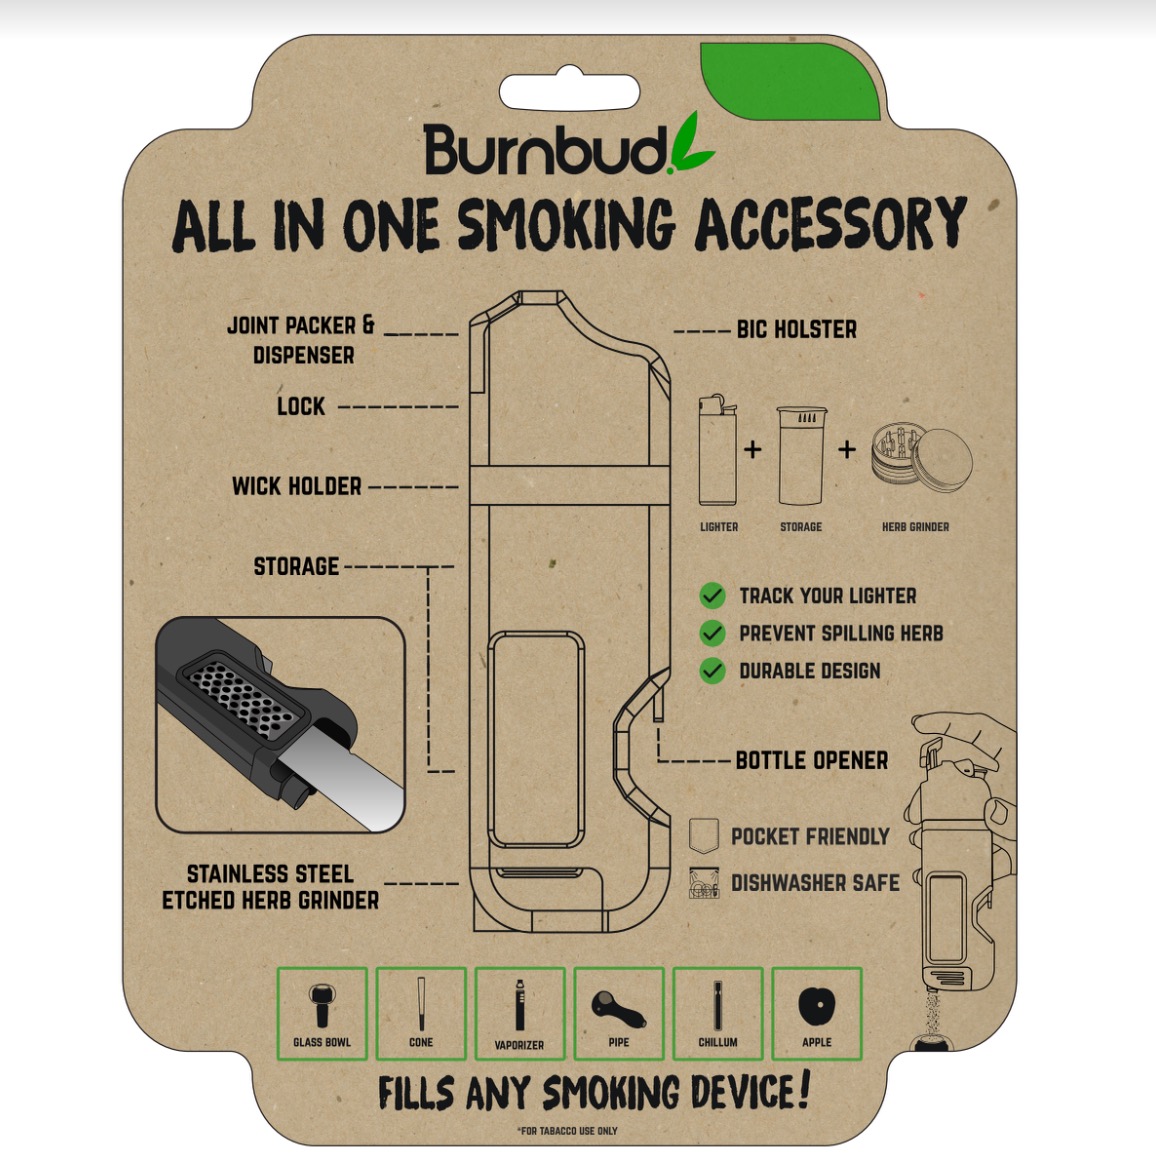 Burnbud
ALL IN ONE SMOKING ACCESSORY
JOINT PACKER &
DISPENSER
BIC HOLSTER
LOCK
WICK HOLDER
+
+
LIGHTER
STORAGE
HERB GRINDER
STORAGE
TRACK YOUR LIGHTER
PREVENT SPILLING HERB
DURABLE DESIGN
BOTTLE OPENER
POCKET FRIENDLY
DISHWASHER SAFE
STAINLESS STEEL
ETCHED HERB GRINDER
GLASS BOWL
CONE
VAPORIZER
PIPE
CHILLUM
APPLE
FILLS ANY SMOKING DEVICE!
*FOR TABACCO USE ONLY